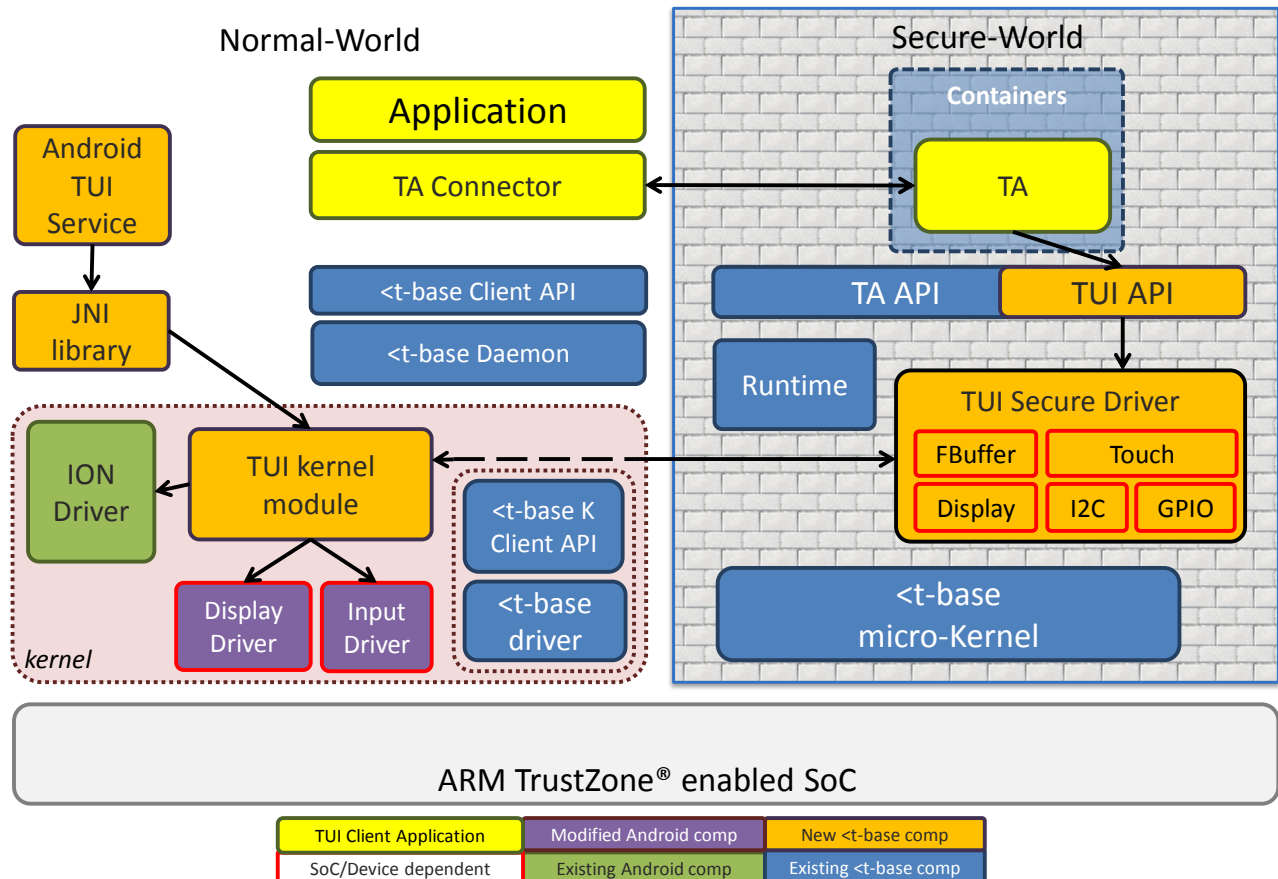 Normal-World
Secure-World
Application
Containers
Android
TUI
Service
TA Connector
TA
<t-base Client API
TA API
TUI API
JNI
library
<t-base Daemon
Runtime
TUI Secure Driver
FBuffer
Touch
Display
I2C
GPIO
ION
Driver
TUI kernel
module
<t-base K
Client API
Display
Driver
Input
Driver
<t-base
driver
kernel
<t-base
micro-Kernel
ARM TrustZone® enabled SoC
TUI Client Application
Modified Android comp
New <t-base comp
SoC/Device dependent
Existing Android comp
Existing <t-base comp